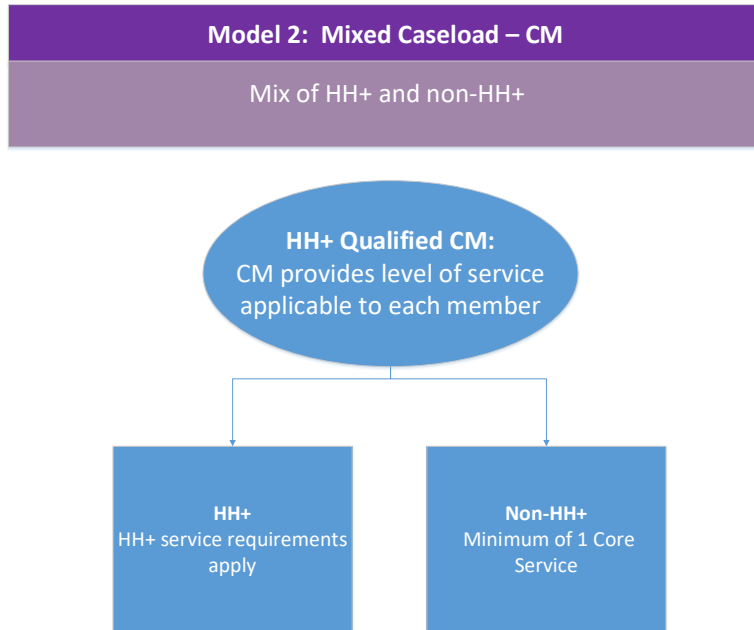 Model 2:  Mixed Caseload – CM
Mix of HH+ and non-HH+
HH+ Qualified CM:
CM provides level of service
applicable to each member
HH+
HH+ service requirements
apply
Non-HH+
Minimum of 1 Core
Service